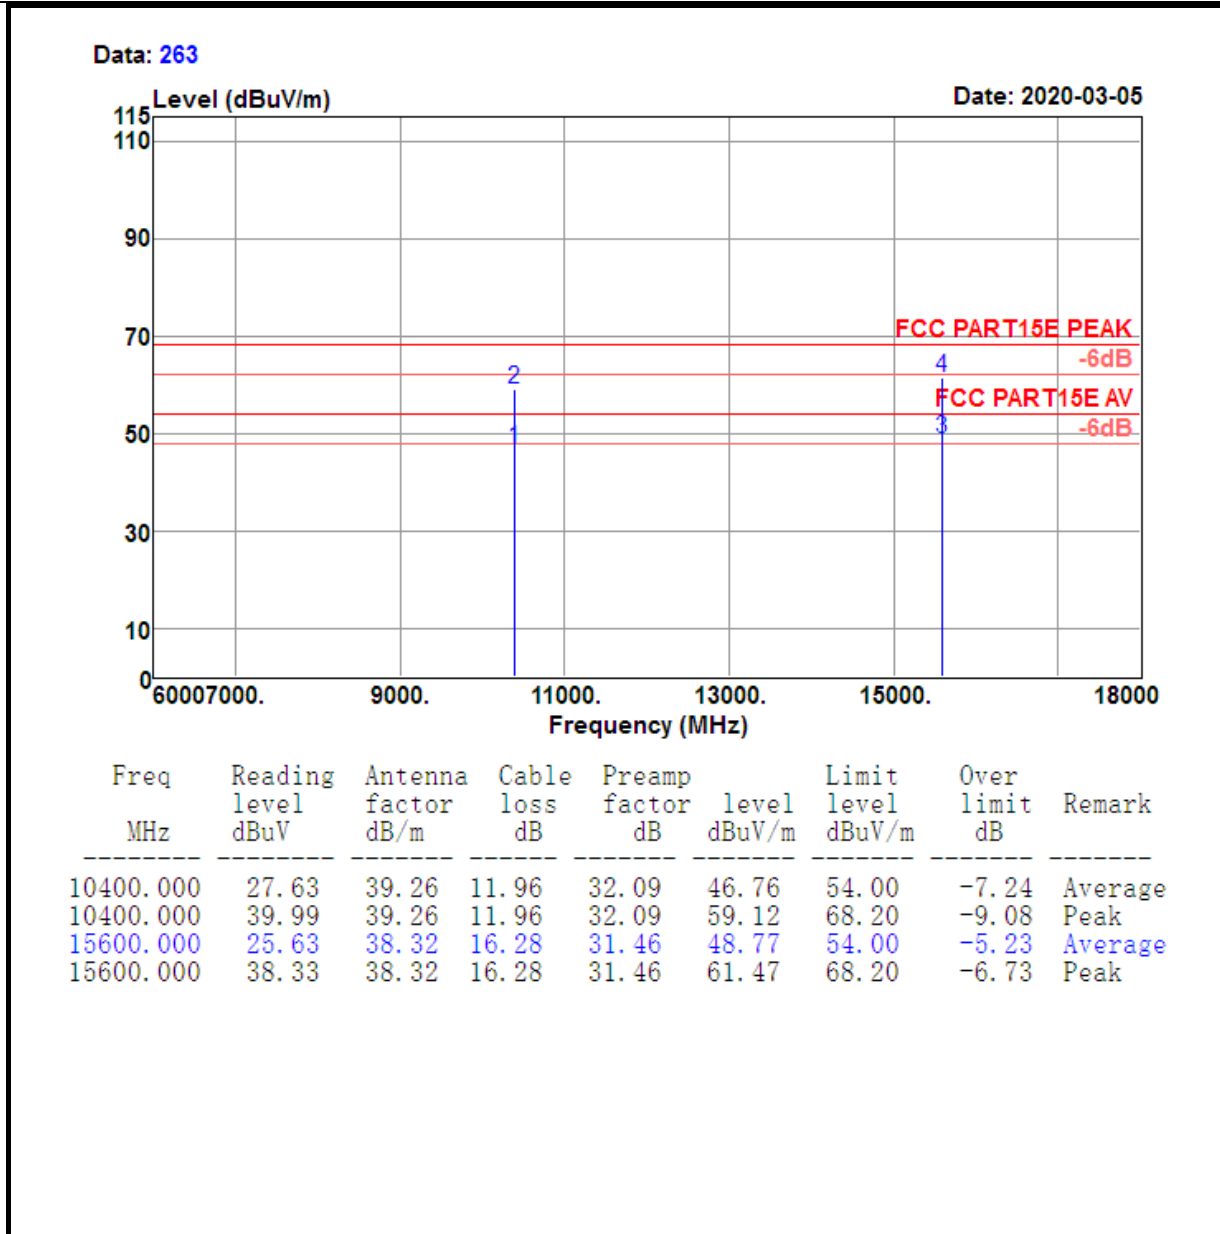 Data: 263
Level (dBuV/m)
Date: 2020-03-05
115
110
90
70
50
30
10
0
FCC PART15E PEAK
-6dB
FCC PART15E AV
-6dB
2
1
4
3
6000 7000. 9000. 11000. 13000. 15000. 18000
Frequency (MHz)
Freq Reading Antenna Cable Preamp Limit Over
level factor loss factor level level limit Remark
MHz dBuV dB/m dB dB dBuV/m dBuV/m dB
-------- -------- ------- ------ ------- ------- ------- ------- -------
10400.000 27.63 39.26 11.96 32.09 46.76 54.00 -7.24 Average
10400.000 39.99 39.26 11.96 32.09 59.12 68.20 -9.08 Peak
15600.000 25.63 38.32 16.28 31.46 48.77 54.00 -5.23 Average
15600.000 38.33 38.32 16.28 31.46 61.47 68.20 -6.73 Peak